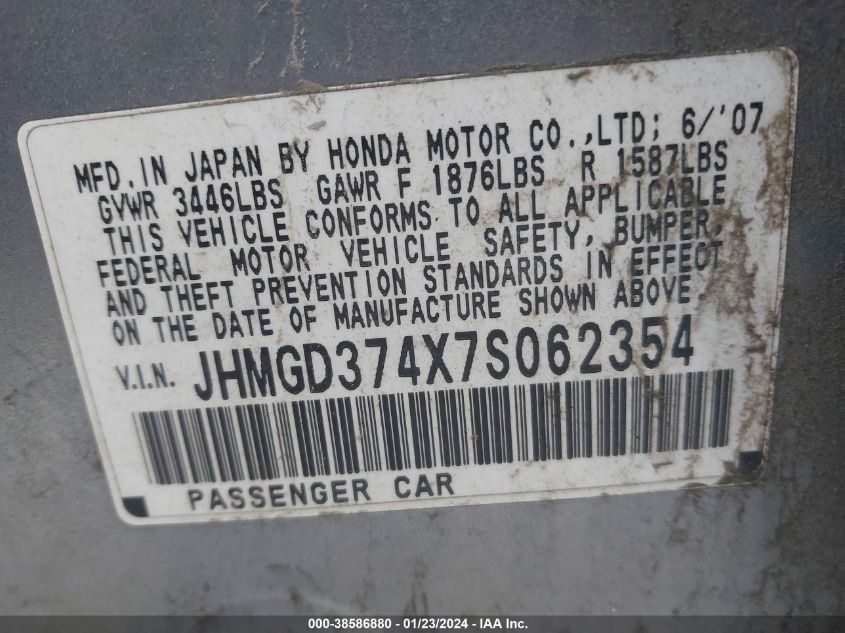 MFD. IN JAPAN BY HONDA MOTOR CO.,LTD; 6/'07
GVWR 3446LBS GAWR F 1876LBS R 1587LBS
THIS VEHICLE CONFORMS TO ALL APPLICABLE
FEDERAL MOTOR VEHICLE SAFETY, BUMPER,
AND THEFT PREVENTION STANDARDS IN EFFECT
ON THE DATE OF MANUFACTURE SHOWN ABOVE
V.I.N. JHMGD374X7S062354
PASSENGER CAR
000-38586880 - 01/23/2024 - IAA Inc.